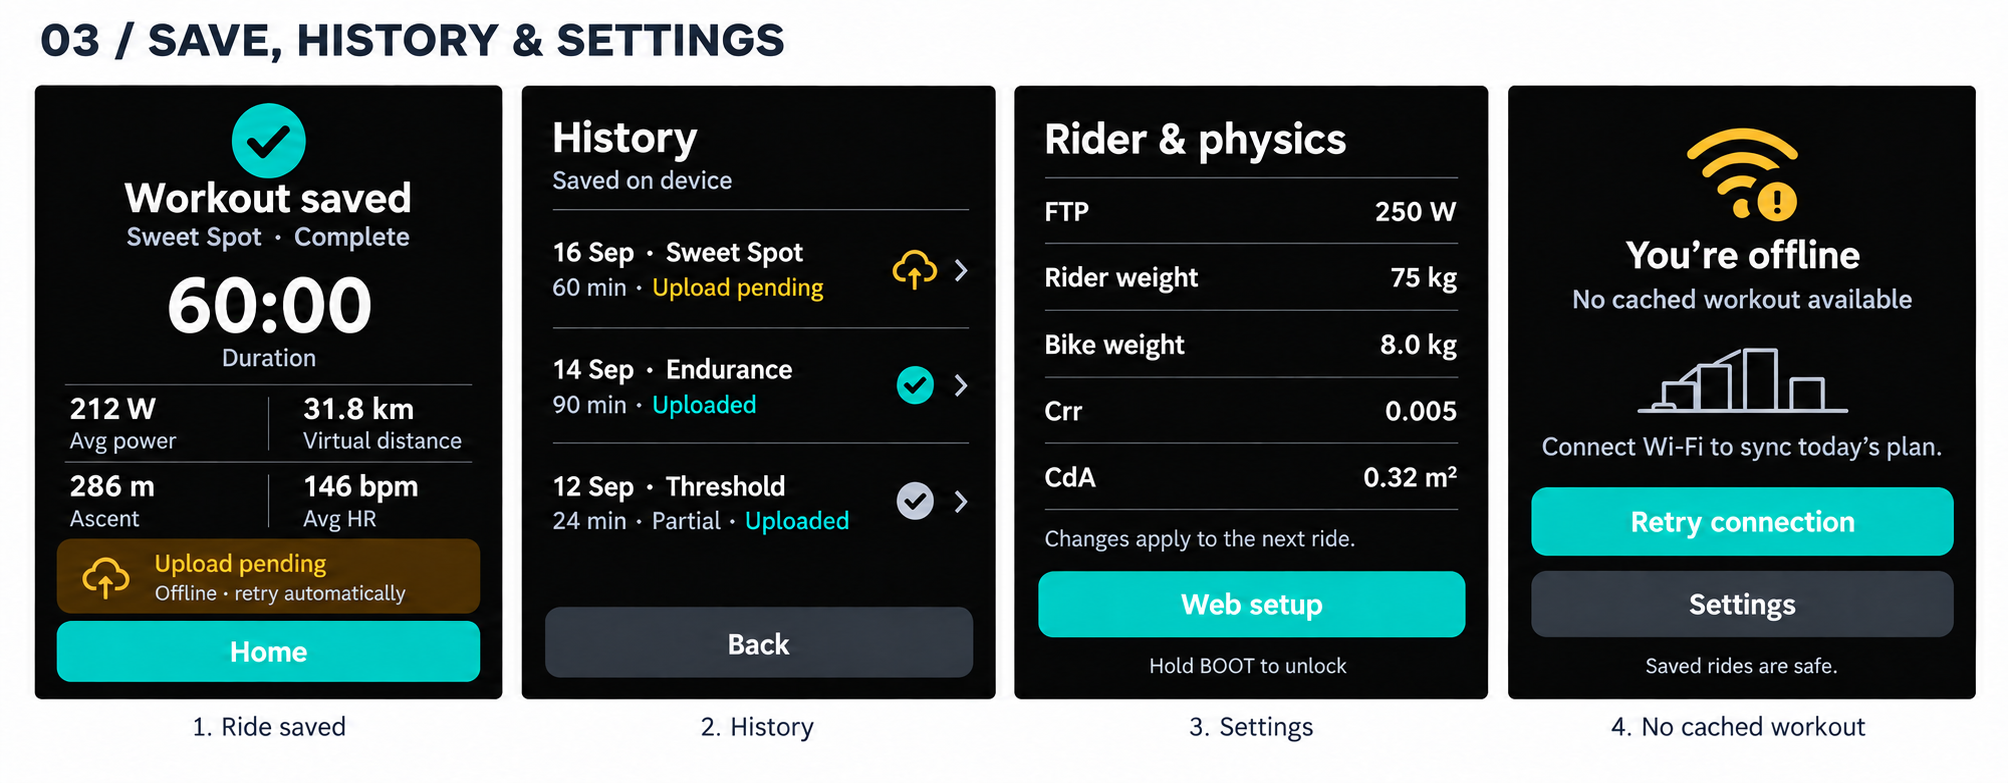 03 / SAVE, HISTORY & SETTINGS
Workout saved
Sweet Spot · Complete
60:00
Duration
212 W
Avg power
31.8 km
Virtual distance
286 m
Ascent
146 bpm
Avg HR
Upload pending
Offline • retry automatically
Home
1. Ride saved
History
Saved on device
16 Sep · Sweet Spot
60 min · Upload pending
14 Sep · Endurance
90 min · Uploaded
12 Sep · Threshold
24 min · Partial · Uploaded
Back
2. History
Rider & physics
FTP 250 W
Rider weight 75 kg
Bike weight 8.0 kg
Crr 0.005
CdA 0.32 m²
Changes apply to the next ride.
Web setup
Hold BOOT to unlock
3. Settings
You’re offline
No cached workout available
Connect Wi-Fi to sync today’s plan.
Retry connection
Settings
Saved rides are safe.
4. No cached workout